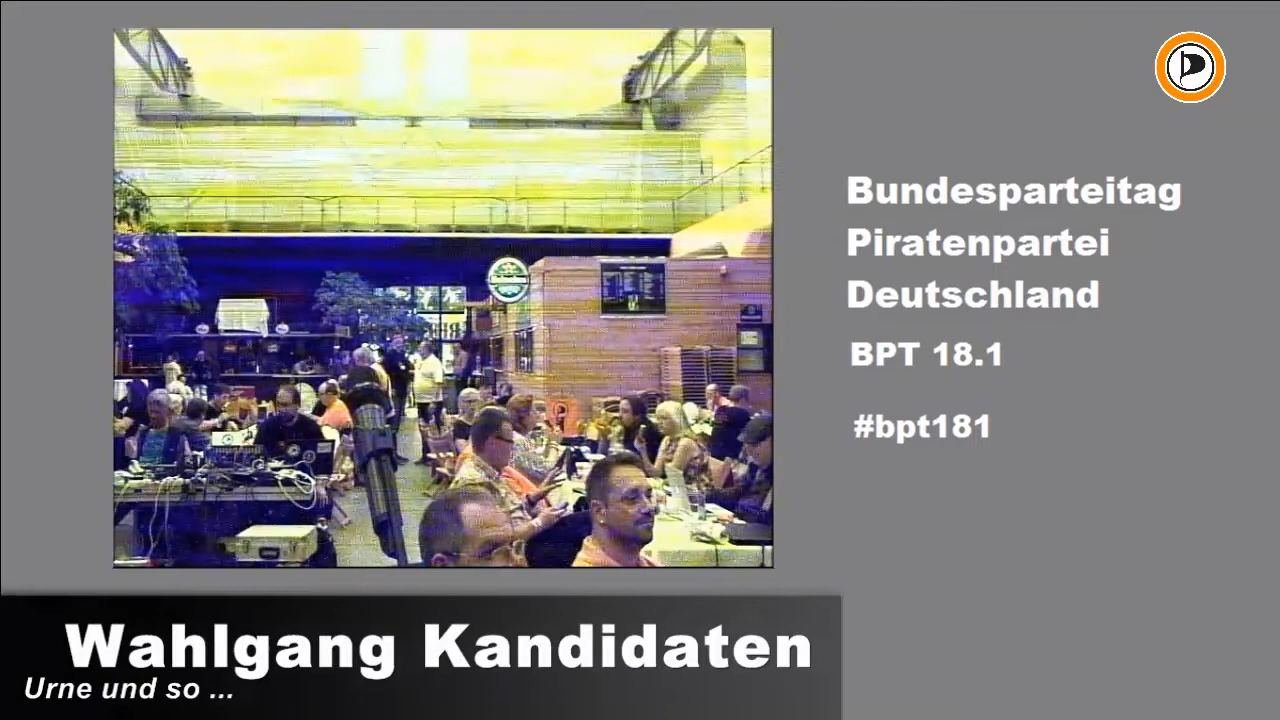 Bundesparteitag
Piratenpartei
Deutschland
BPT 18.1
#bpt181
Wahlgang Kandidaten
Urne und so ...